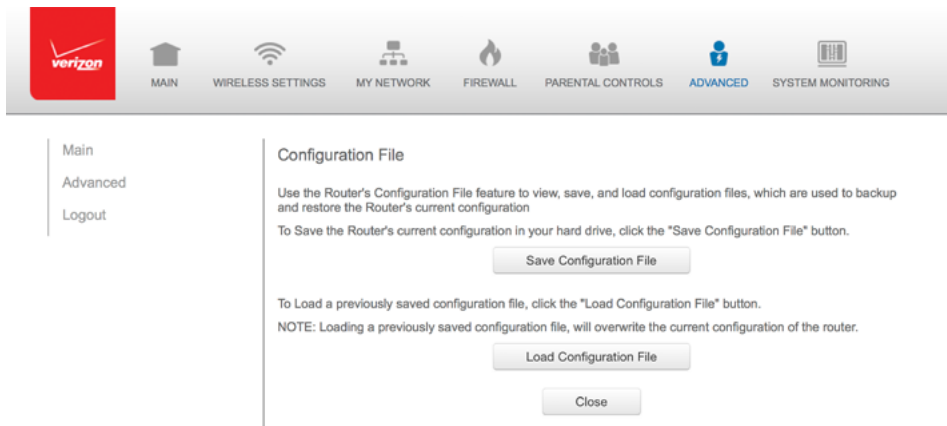 verizon
MAIN
WIRELESS SETTINGS
MY NETWORK
FIREWALL
PARENTAL CONTROLS
ADVANCED
SYSTEM MONITORING
Main
Advanced
Logout
Configuration File
Use the Router's Configuration File feature to view, save, and load configuration files, which are used to backup
and restore the Router's current configuration
To Save the Router's current configuration in your hard drive, click the "Save Configuration File" button.
Save Configuration File
To Load a previously saved configuration file, click the "Load Configuration File" button.
NOTE: Loading a previously saved configuration file, will overwrite the current configuration of the router.
Load Configuration File
Close